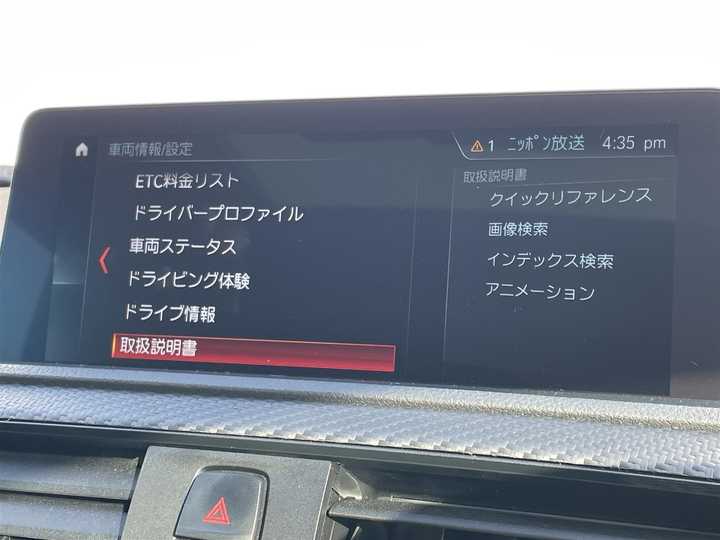 車両情報/設定
1 ニッポン放送 4:35 pm
ETC料金リスト
ドライバープロファイル
車両ステータス
ドライビング体験
ドライブ情報
取扱説明書
取扱説明書
クイックリファレンス
画像検索
インデックス検索
アニメーション